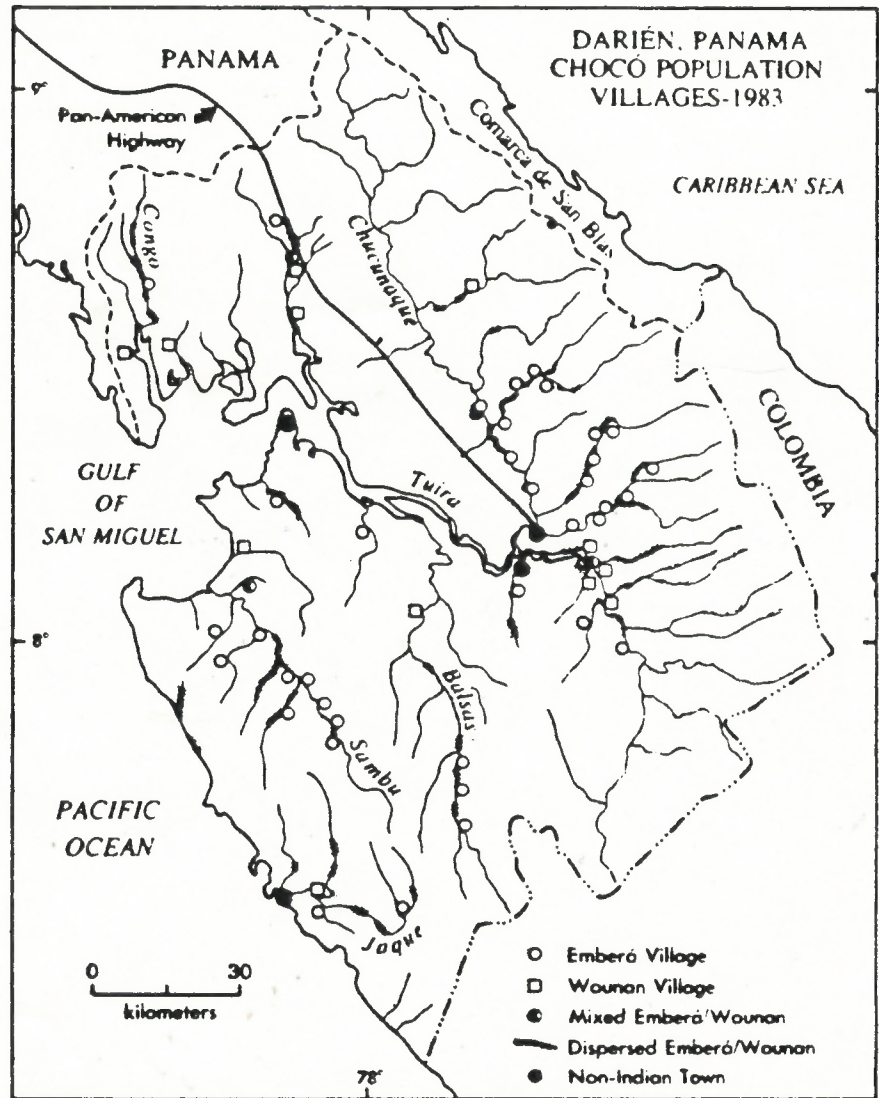 DARIÉN, PANAMA
CHOCÓ POPULATION
VILLAGES-1983
PANAMA
9°
Pan-American
Highway
Comarca de San Blas
CARIBBEAN SEA
Congo
Chucunaque
COLOMBIA
GULF
OF
SAN MIGUEL
Tuira
8°
Balsas
Sambu
PACIFIC
OCEAN
Jaque
0 30
kilometers
Emberá Village
Wounan Village
Mixed Emberá/Wounan
Dispersed Emberá/Wounan
Non-Indian Town
78°